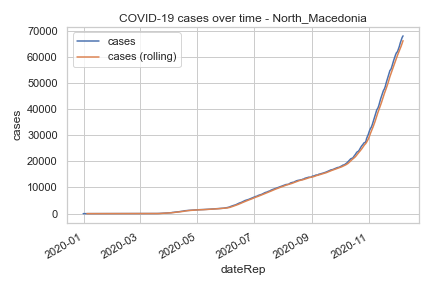 COVID-19 cases over time - North_Macedonia
cases
cases (rolling)
70000
60000
50000
40000
30000
20000
10000
0
cases
2020-01
2020-03
2020-05
2020-07
2020-09
2020-11
dateRep